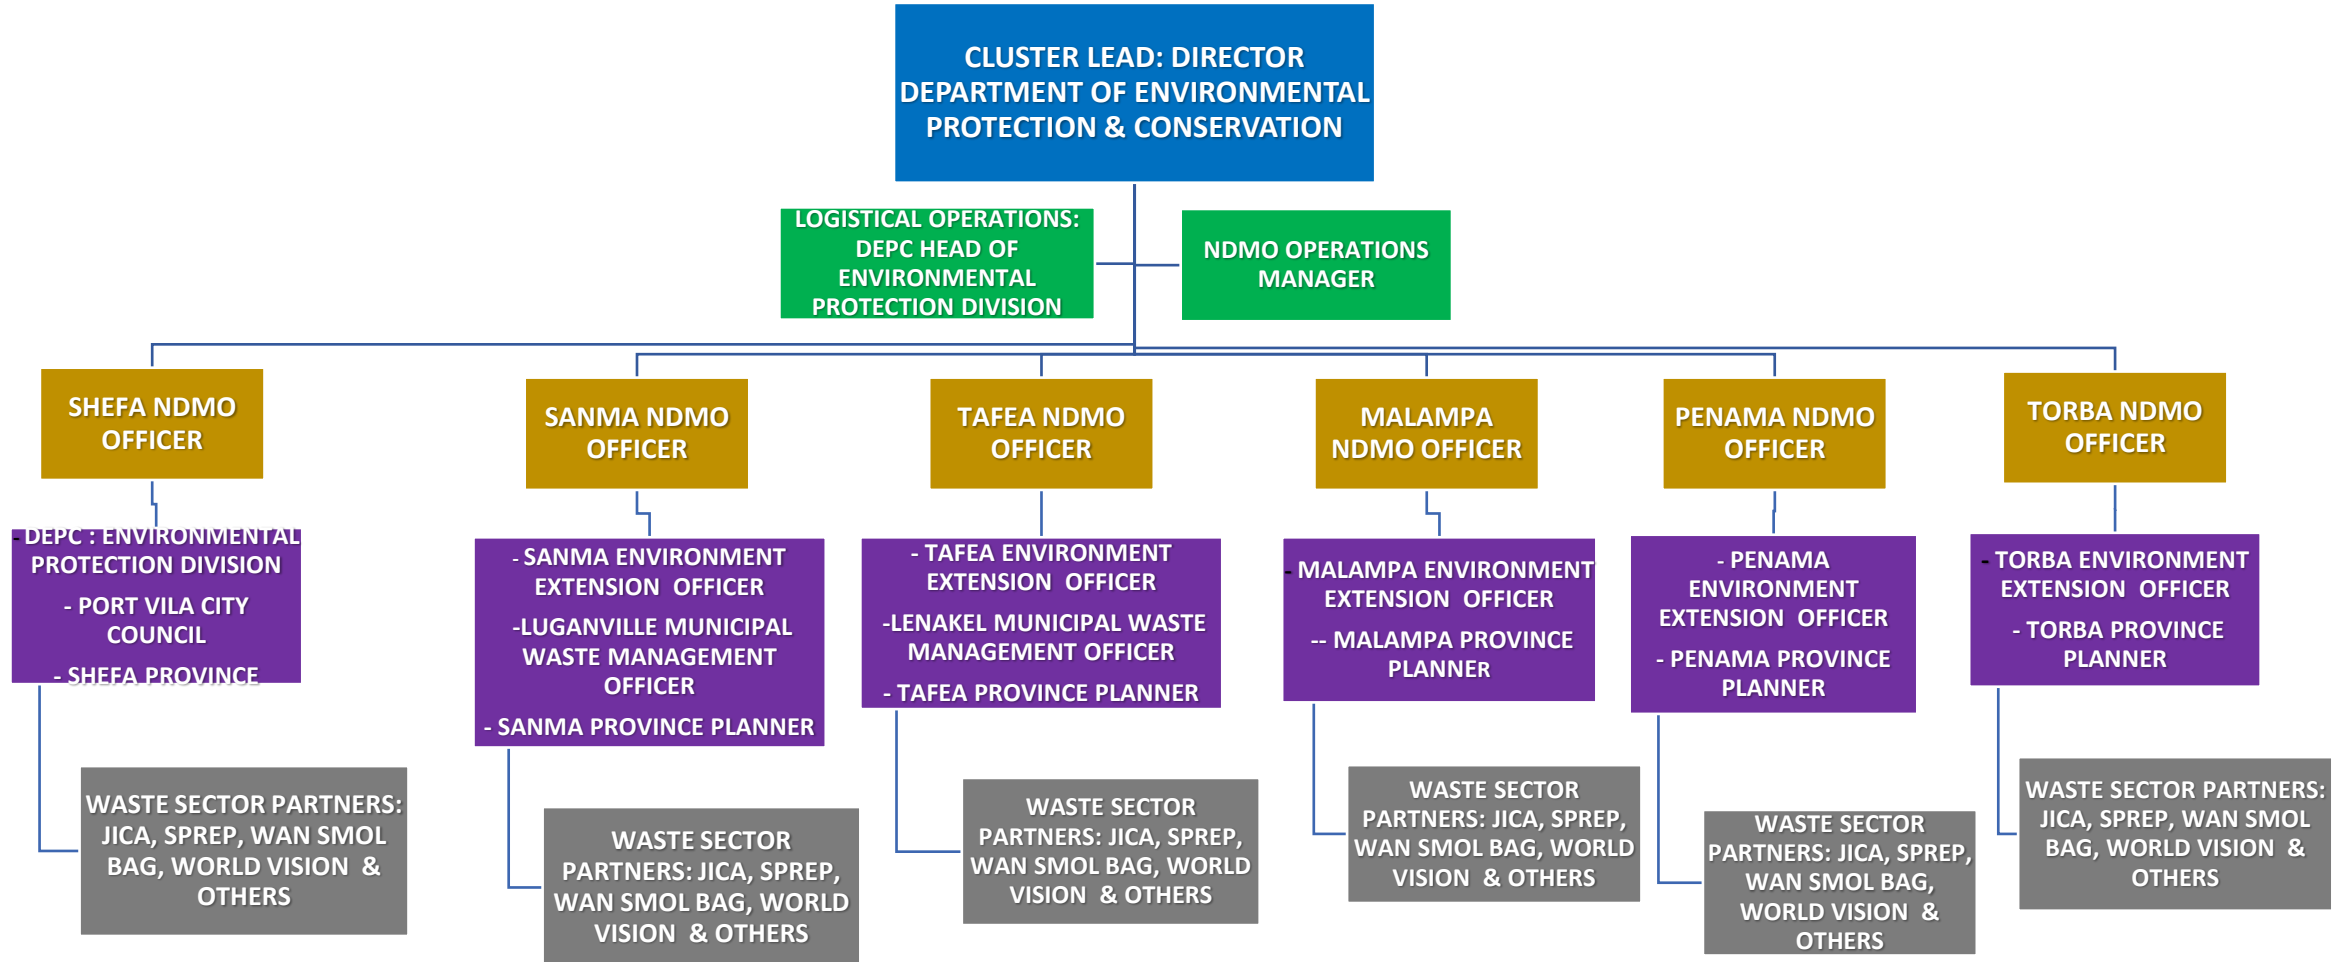 CLUSTER LEAD: DIRECTOR
DEPARTMENT OF ENVIRONMENTAL
PROTECTION & CONSERVATION
LOGISTICAL OPERATIONS:
DEPC HEAD OF
ENVIRONMENTAL
PROTECTION DIVISION
NDMO OPERATIONS
MANAGER
SHEFA NDMO
OFFICER
SANMA NDMO
OFFICER
TAFEA NDMO
OFFICER
MALAMPA
NDMO OFFICER
PENAMA NDMO
OFFICER
TORBA NDMO
OFFICER
- DEPC : ENVIRONMENTAL
PROTECTION DIVISION
- PORT VILA CITY
COUNCIL
- SHEFA PROVINCE
- SANMA ENVIRONMENT
EXTENSION OFFICER
-LUGANVILLE MUNICIPAL
WASTE MANAGEMENT
OFFICER
- SANMA PROVINCE PLANNER
- TAFEA ENVIRONMENT
EXTENSION OFFICER
-LENAKEL MUNICIPAL WASTE
MANAGEMENT OFFICER
- TAFEA PROVINCE PLANNER
- MALAMPA ENVIRONMENT
EXTENSION OFFICER
-- MALAMPA PROVINCE
PLANNER
- PENAMA
ENVIRONMENT
EXTENSION OFFICER
- PENAMA PROVINCE
PLANNER
- TORBA ENVIRONMENT
EXTENSION OFFICER
- TORBA PROVINCE
PLANNER
WASTE SECTOR PARTNERS:
JICA, SPREP, WAN SMOL
BAG, WORLD VISION &
OTHERS
WASTE SECTOR
PARTNERS: JICA, SPREP,
WAN SMOL BAG, WORLD
VISION & OTHERS
WASTE SECTOR
PARTNERS: JICA, SPREP,
WAN SMOL BAG, WORLD
VISION & OTHERS
WASTE SECTOR
PARTNERS: JICA, SPREP,
WAN SMOL BAG, WORLD
VISION & OTHERS
WASTE SECTOR
PARTNERS: JICA, SPREP,
WAN SMOL BAG,
WORLD VISION &
OTHERS
WASTE SECTOR PARTNERS:
JICA, SPREP, WAN SMOL
BAG, WORLD VISION &
OTHERS